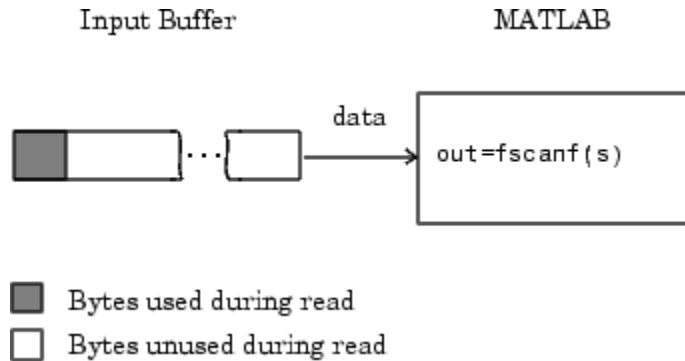 Input Buffer
MATLAB
data
out=fscanf(s)
Bytes used during read
Bytes unused during read